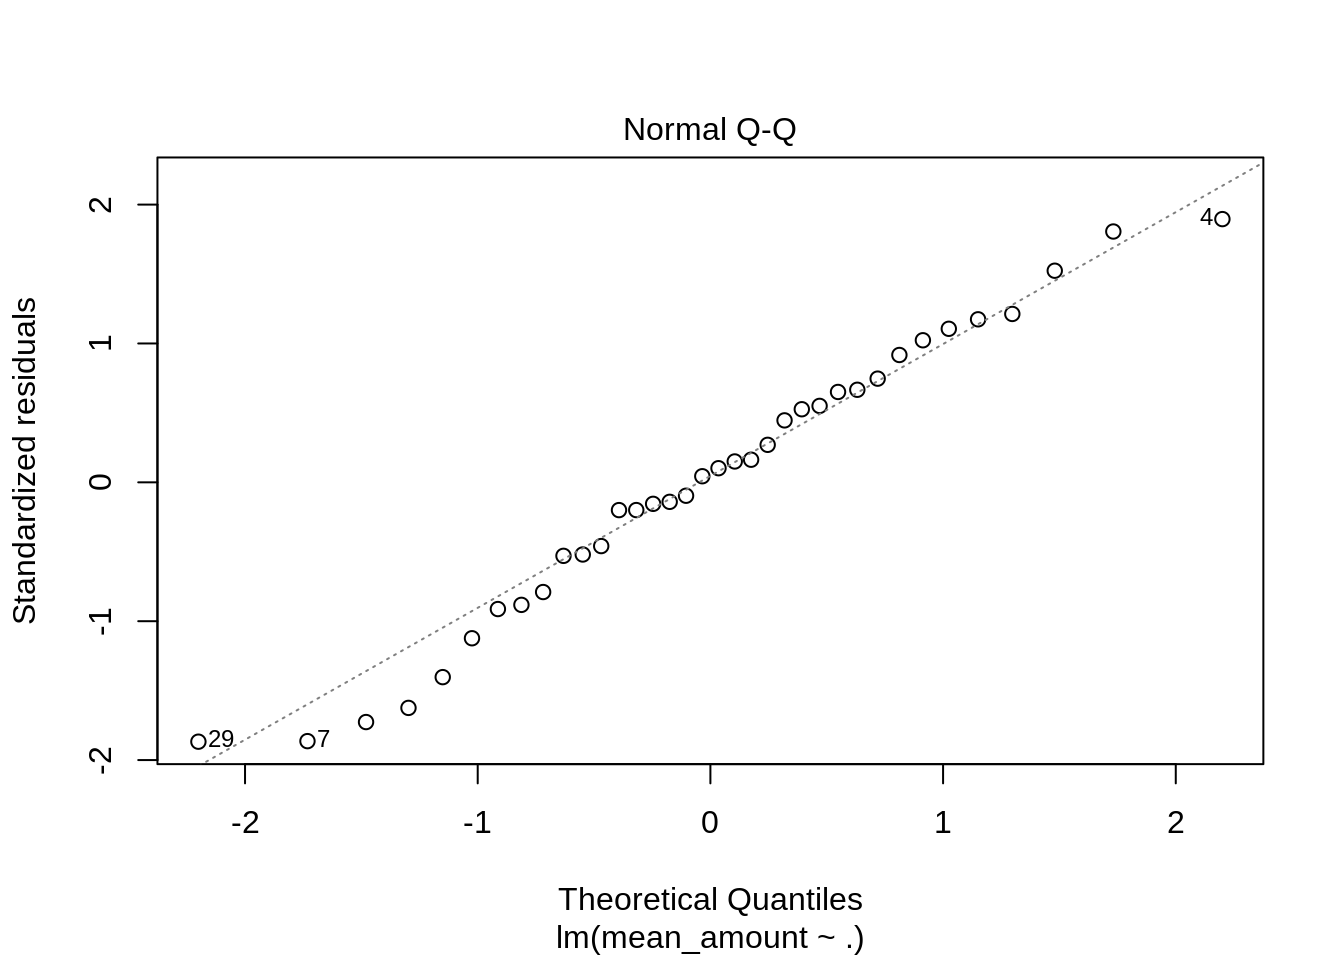 Normal Q-Q
Standardized residuals
2
1
0
-1
-2
4
29
7
-2 -1 0 1 2
Theoretical Quantiles
lm(mean_amount ~ .)